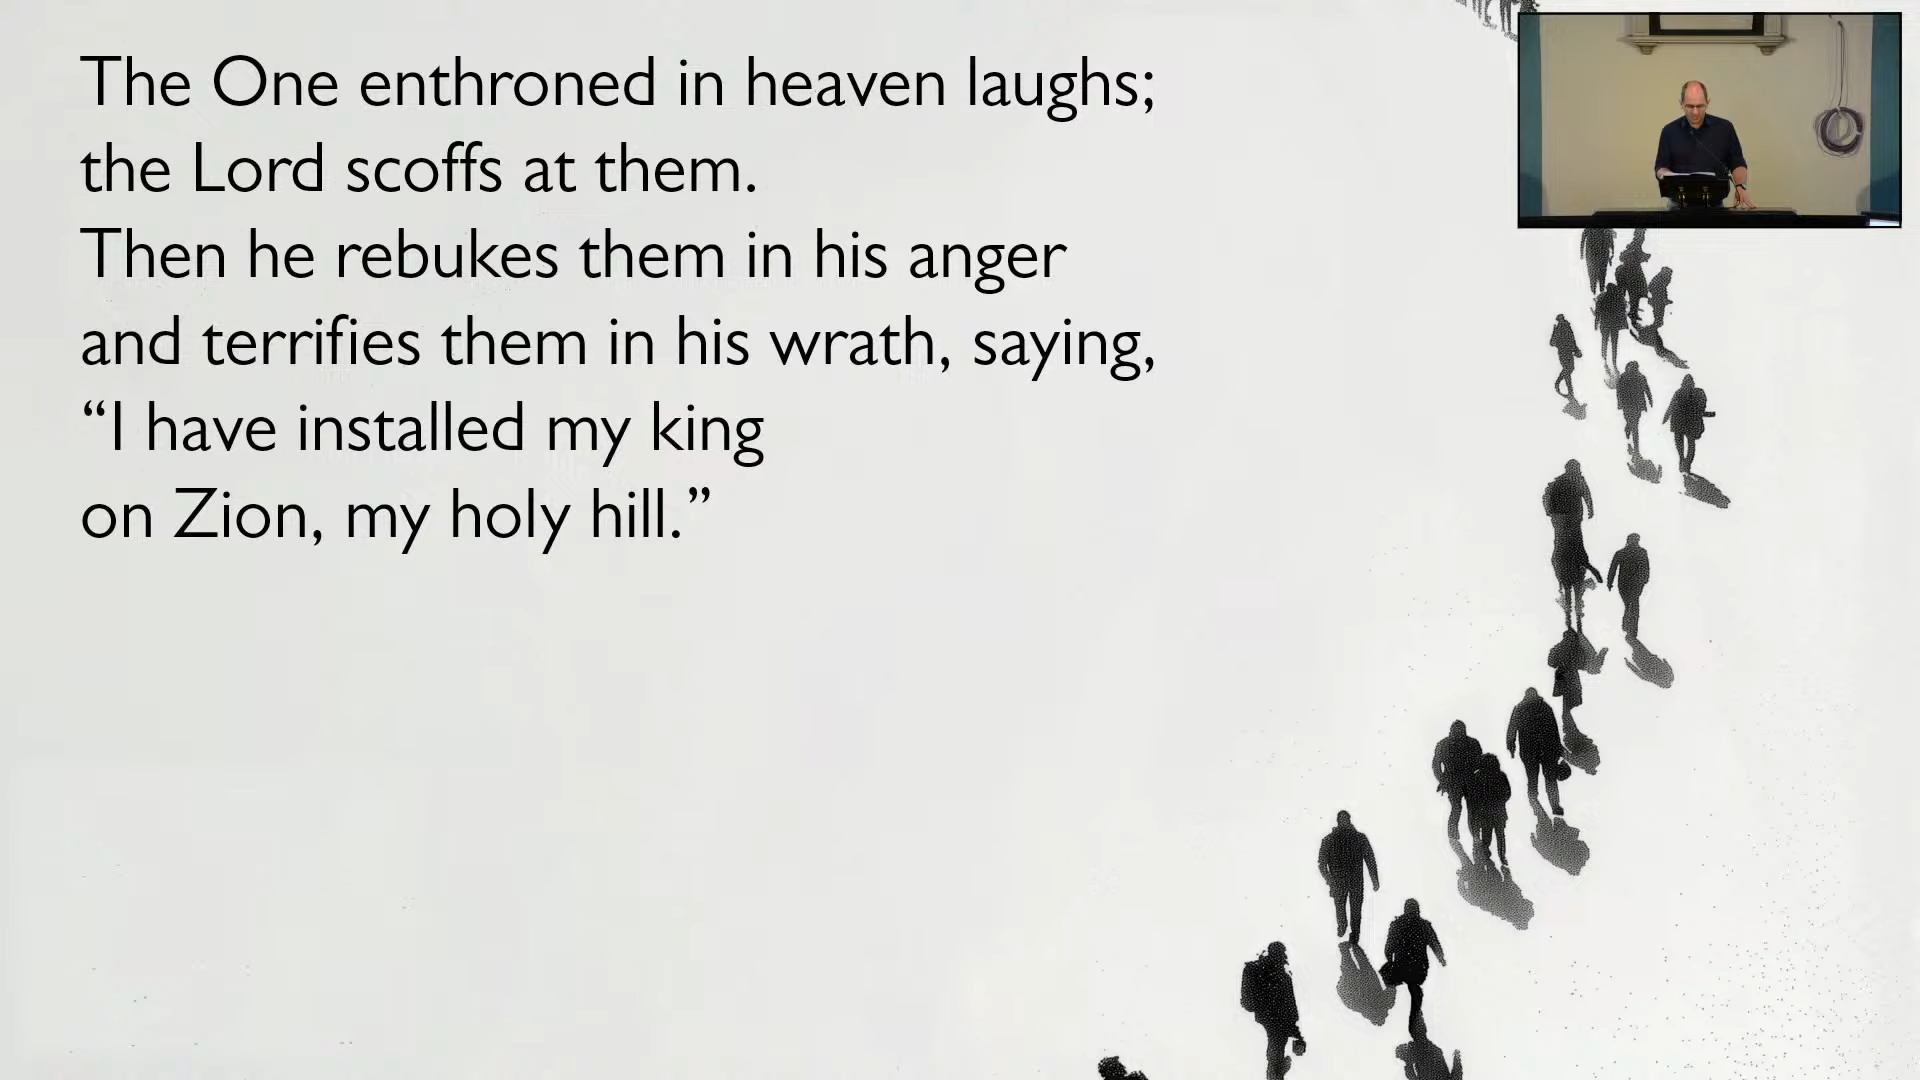 The One enthroned in heaven laughs;
the Lord scoffs at them.
Then he rebukes them in his anger
and terrifies them in his wrath, saying,
“I have installed my king
on Zion, my holy hill.”